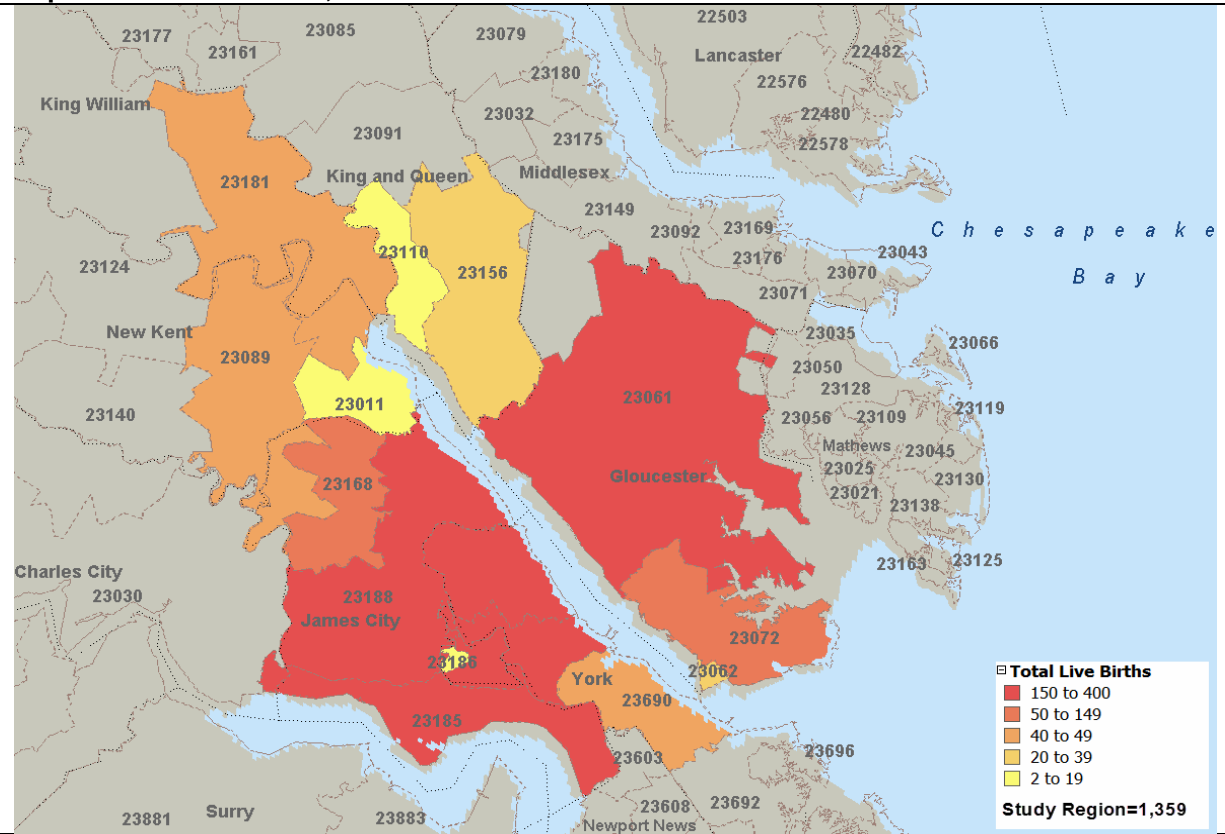 22503
23177
23085
23079
23161
22482
Lancaster
23180
22576
King William
23032
22480
23091
23175
22578
King and Queen
Middlesex
23181
23149
23169
23092
C h e s a p e a k e
23110
23176
23043
23124
23156
23070
B a y
23071
New Kent
23035
23066
23089
23050
23128
23061
23011
23119
23140
23056
23109
Mathews
23045
23025
Gloucester
23130
23168
23021
23138
23163
23125
Charles City
23030
23188
James City
23072
23186
23062
York
23690
23185
23603
23696
23608
23692
Surry
23881
23883
Newport News
Total Live Births
150 to 400
50 to 149
40 to 49
20 to 39
2 to 19
Study Region=1,359